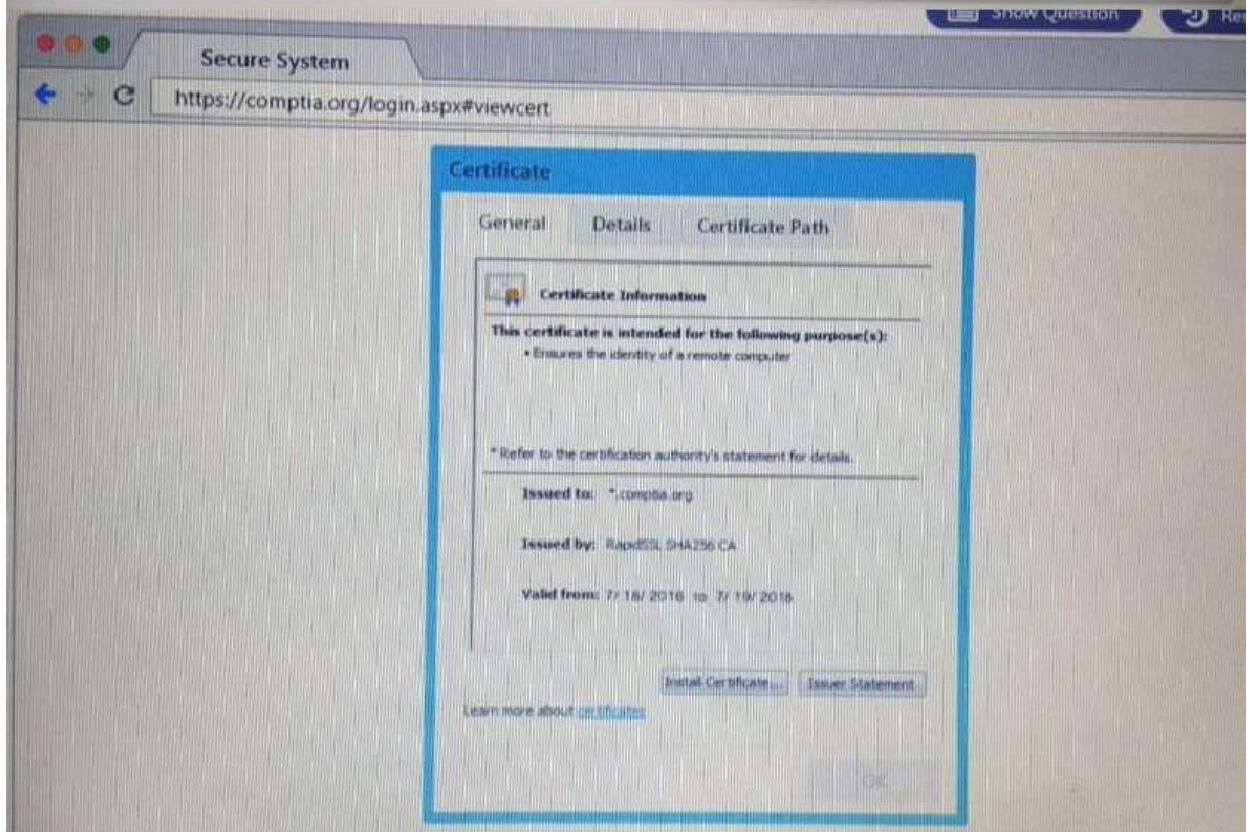 Show Question
Secure System
https://comptia.org/login.aspx#viewcert
Certificate
General Details Certificate Path
Certificate Information
This certificate is intended for the following purpose(s):
• Ensures the identity of a remote computer
* Refer to the certification authority's statement for details.
Issued to: *.comptia.org
Issued by: RapidSSL SHA256 CA
Valid from: 7/ 18/ 2016 to 7/ 19/ 2018
Install Certificate... Issuer Statement
Learn more about certificates
OK